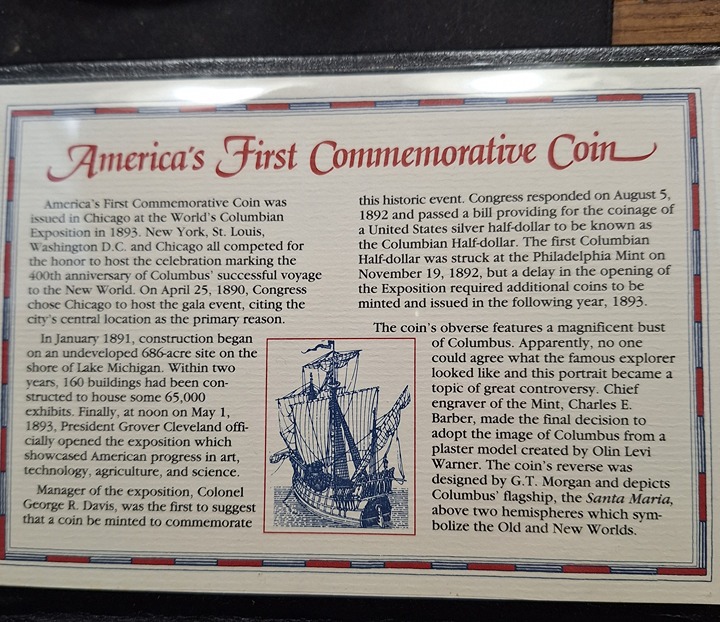 America's First Commemorative Coin
America's First Commemorative Coin was
issued in Chicago at the World's Columbian
Exposition in 1893. New York, St. Louis,
Washington D.C. and Chicago all competed for
the honor to host the celebration marking the
400th anniversary of Columbus' successful voyage
to the New World. On April 25, 1890, Congress
chose Chicago to host the gala event, citing the
city's central location as the primary reason.
In January 1891, construction began
on an undeveloped 686-acre site on the
shore of Lake Michigan. Within two
years, 160 buildings had been con-
structed to house some 65,000
exhibits. Finally, at noon on May 1,
1893, President Grover Cleveland offi-
cially opened the exposition which
showcased American progress in art,
technology, agriculture, and science.
Manager of the exposition, Colonel
George R. Davis, was the first to suggest
that a coin be minted to commemorate
this historic event. Congress responded on August 5,
1892 and passed a bill providing for the coinage of
a United States silver half-dollar to be known as
the Columbian Half-dollar. The first Columbian
Half-dollar was struck at the Philadelphia Mint on
November 19, 1892, but a delay in the opening of
the Exposition required additional coins to be
minted and issued in the following year, 1893.
The coin's obverse features a magnificent bust
of Columbus. Apparently, no one
could agree what the famous explorer
looked like and this portrait became a
topic of great controversy. Chief
engraver of the Mint, Charles E.
Barber, made the final decision to
adopt the image of Columbus from a
plaster model created by Olin Levi
Warner. The coin's reverse was
designed by G.T. Morgan and depicts
Columbus' flagship, the Santa Maria,
above two hemispheres which sym-
bolize the Old and New Worlds.